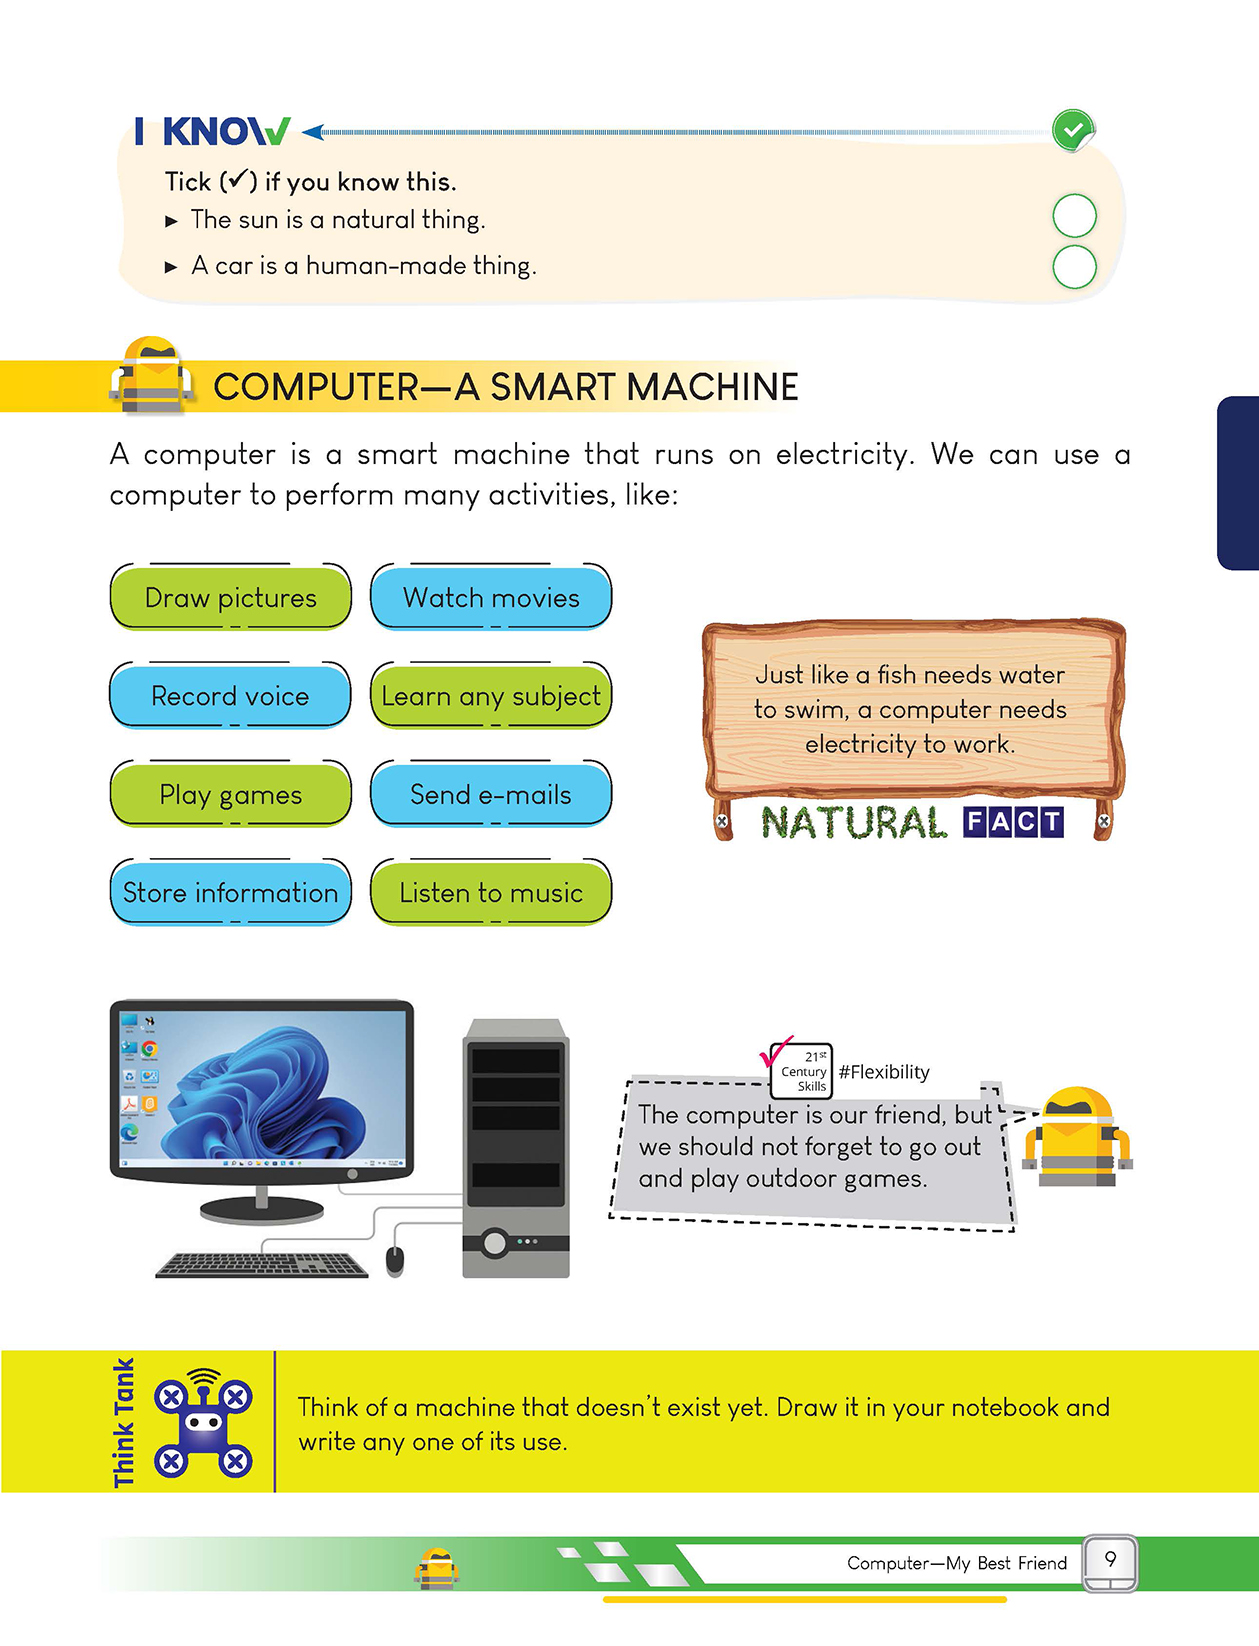 I KNOW
Tick (✓) if you know this.
► The sun is a natural thing.
► A car is a human-made thing.
COMPUTER—A SMART MACHINE
A computer is a smart machine that runs on electricity. We can use a
computer to perform many activities, like:
Draw pictures
Watch movies
Record voice
Learn any subject
Play games
Send e-mails
Store information
Listen to music
Just like a fish needs water
to swim, a computer needs
electricity to work.
NATURAL FACT
21st
Century
Skills
#Flexibility
The computer is our friend, but
we should not forget to go out
and play outdoor games.
Think Tank
Think of a machine that doesn't exist yet. Draw it in your notebook and
write any one of its use.
Computer—My Best Friend
9